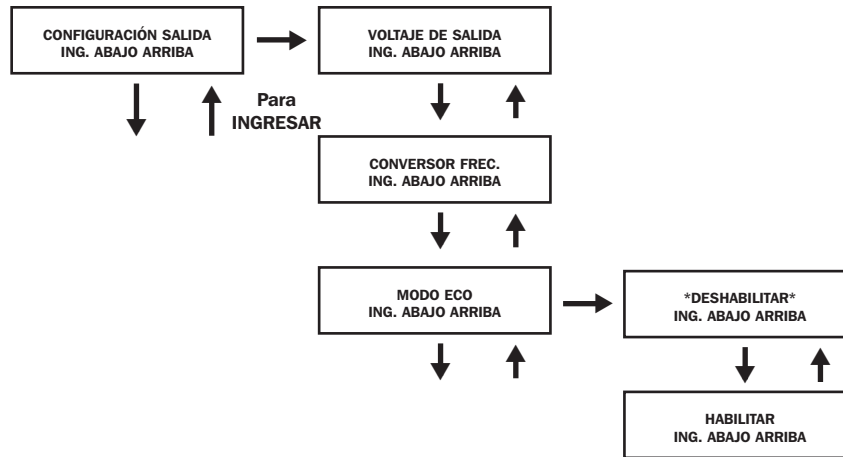 CONFIGURACIÓN SALIDA
ING. ABAJO ARRIBA
VOLTAJE DE SALIDA
ING. ABAJO ARRIBA
Para
INGRESAR
CONVERSOR FREC.
ING. ABAJO ARRIBA
MODO ECO
ING. ABAJO ARRIBA
*DESHABILITAR*
ING. ABAJO ARRIBA
HABILITAR
ING. ABAJO ARRIBA